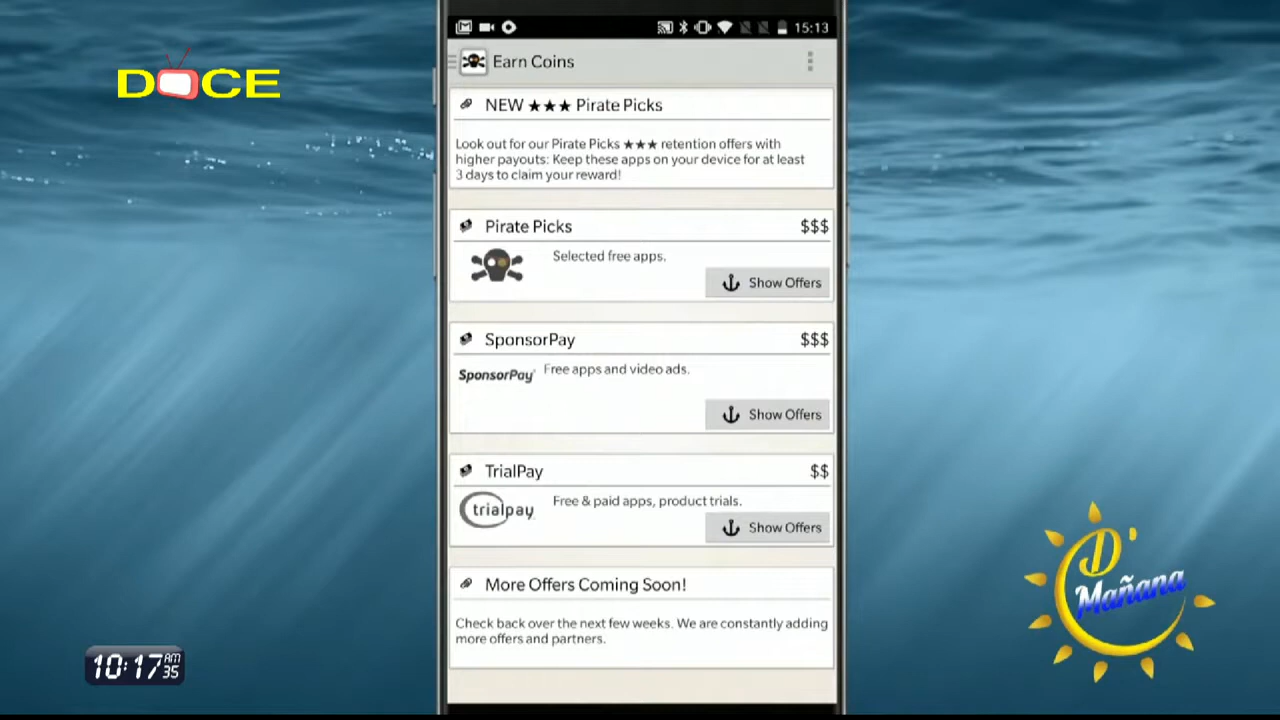 DOCE
15:13
Earn Coins
NEW ★★★ Pirate Picks
Look out for our Pirate Picks ★★★ retention offers with
higher payouts: Keep these apps on your device for at least
3 days to claim your reward!
Pirate Picks $$$
Selected free apps.
Show Offers
SponsorPay $$$
SponsorPay
Free apps and video ads.
Show Offers
TrialPay $$
trialpay
Free & paid apps, product trials.
Show Offers
More Offers Coming Soon!
Check back over the next few weeks. We are constantly adding
more offers and partners.
D'
Mañana
10:17 AM
35